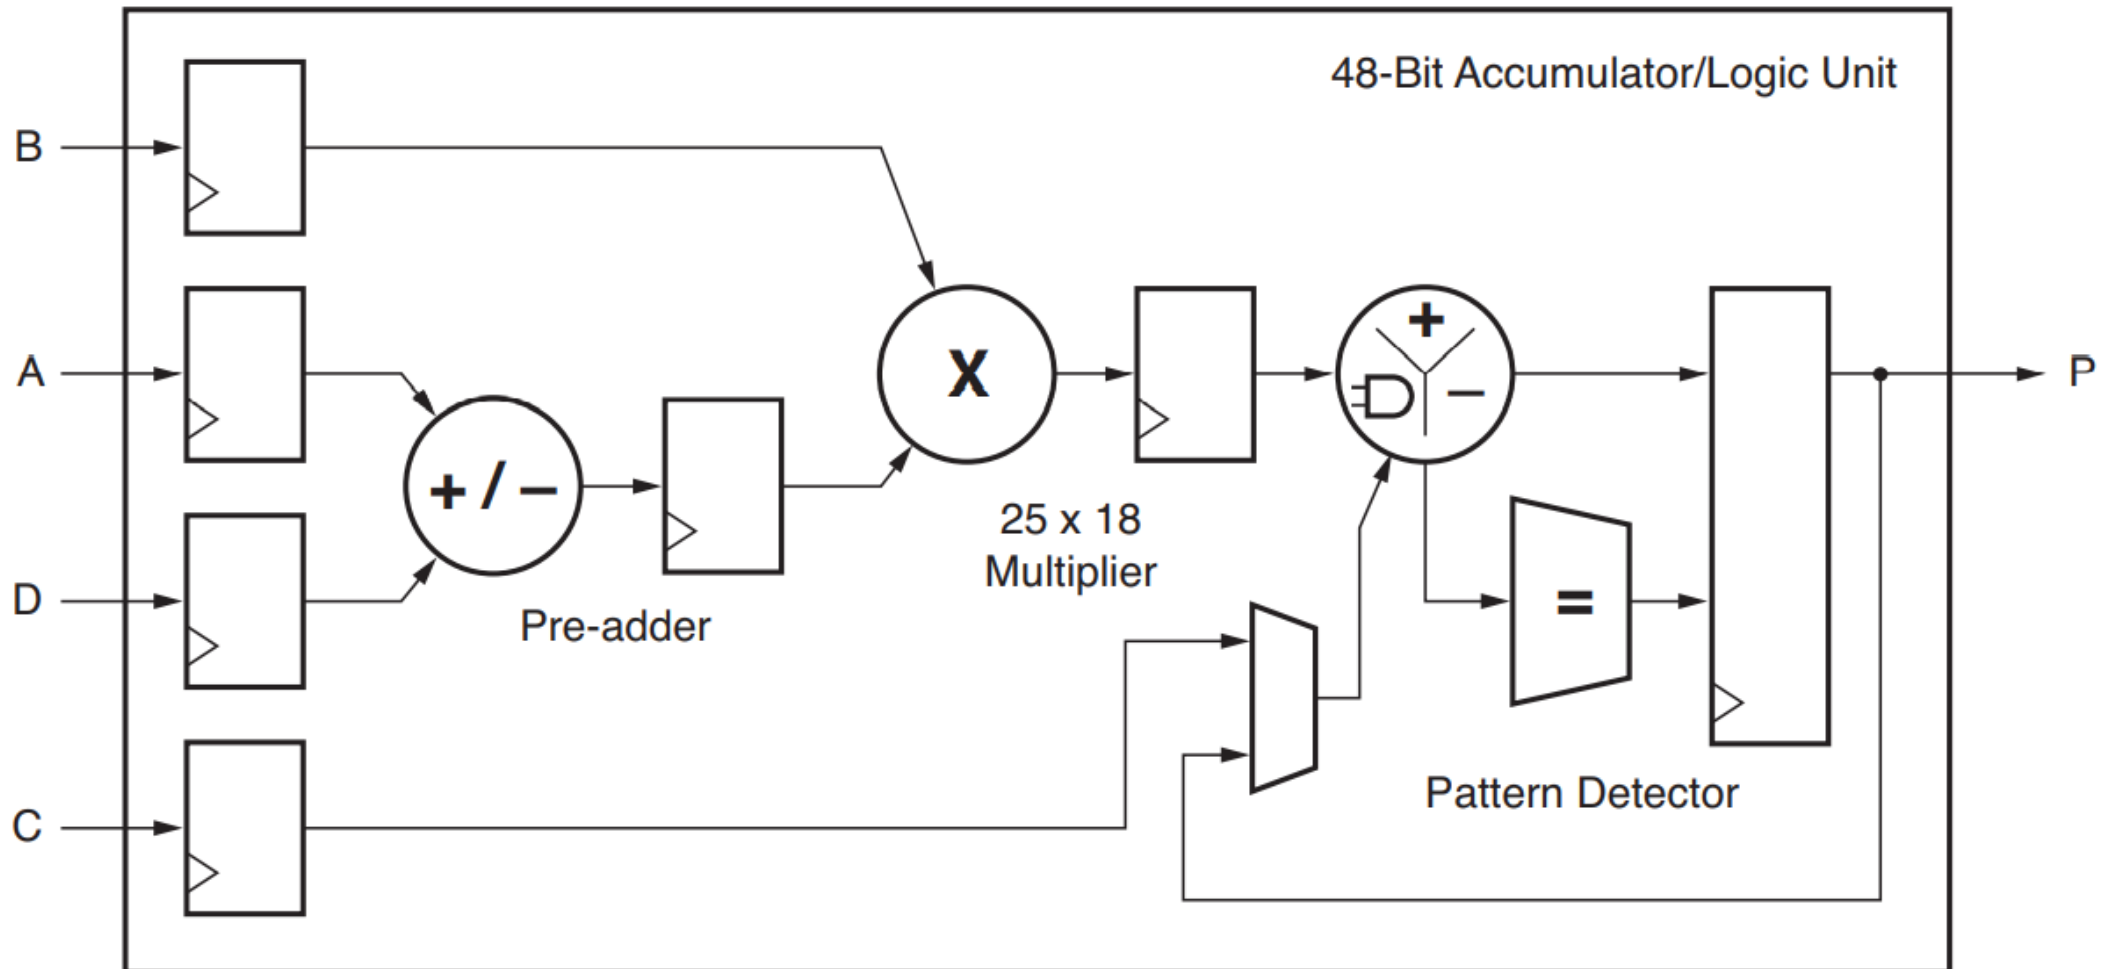 48-Bit Accumulator/Logic Unit
B
A
+/–
X
+
–
P
D
Pre-adder
25 x 18
Multiplier
=
C
Pattern Detector